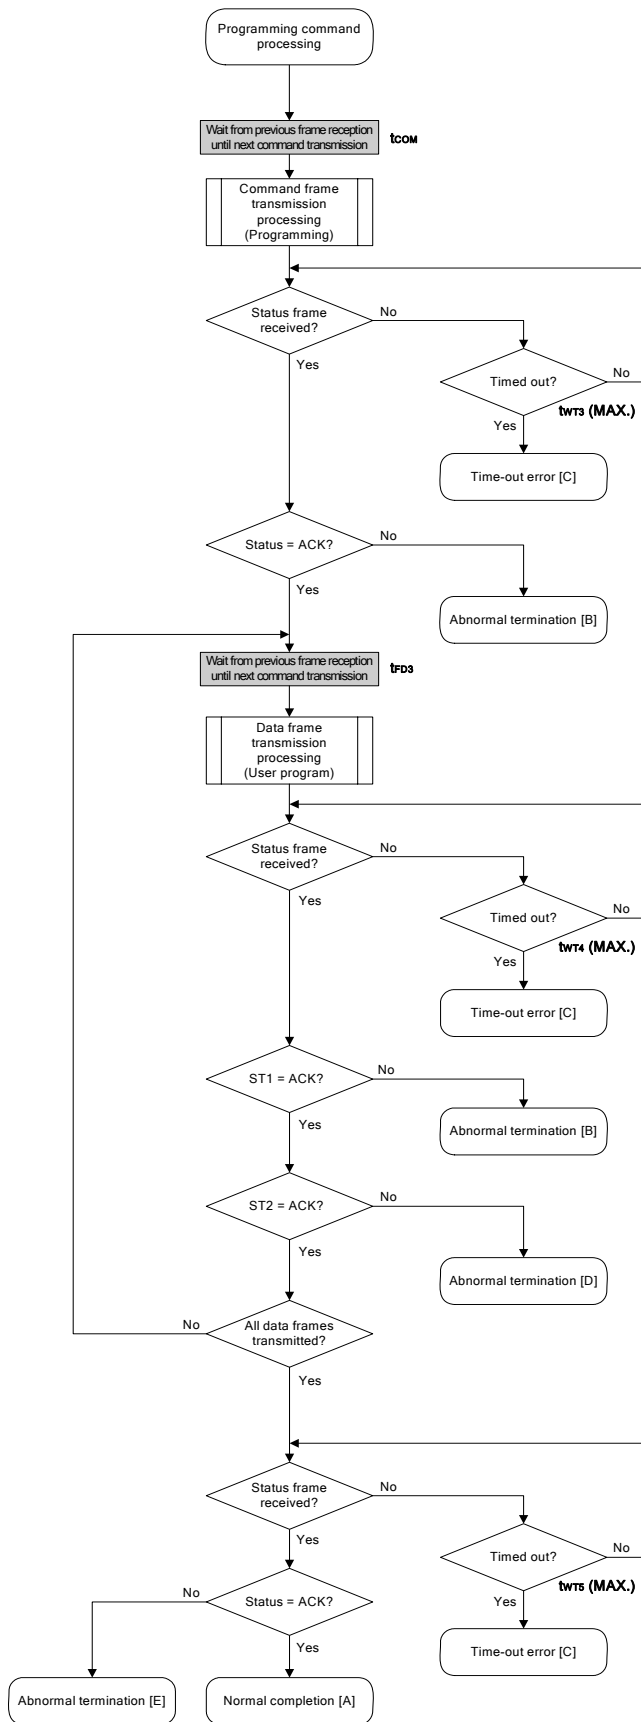 Programming command
processing
Wait from previous frame reception
until next command transmission
tCOM
Command frame
transmission
processing
(Programming)
Status frame
received?
No
Yes
Timed out?
No
tWT3 (MAX.)
Yes
Time-out error [C]
Status = ACK?
No
Yes
Abnormal termination [B]
Wait from previous frame reception
until next command transmission
tFD3
Data frame
transmission
processing
(User program)
Status frame
received?
No
Yes
Timed out?
No
tWT4 (MAX.)
Yes
Time-out error [C]
ST1 = ACK?
No
Yes
Abnormal termination [B]
ST2 = ACK?
No
Yes
Abnormal termination [D]
All data frames
transmitted?
No
Yes
Status frame
received?
No
Yes
Timed out?
No
tWT5 (MAX.)
Yes
Time-out error [C]
Status = ACK?
No
Yes
Abnormal termination [E]
Normal completion [A]